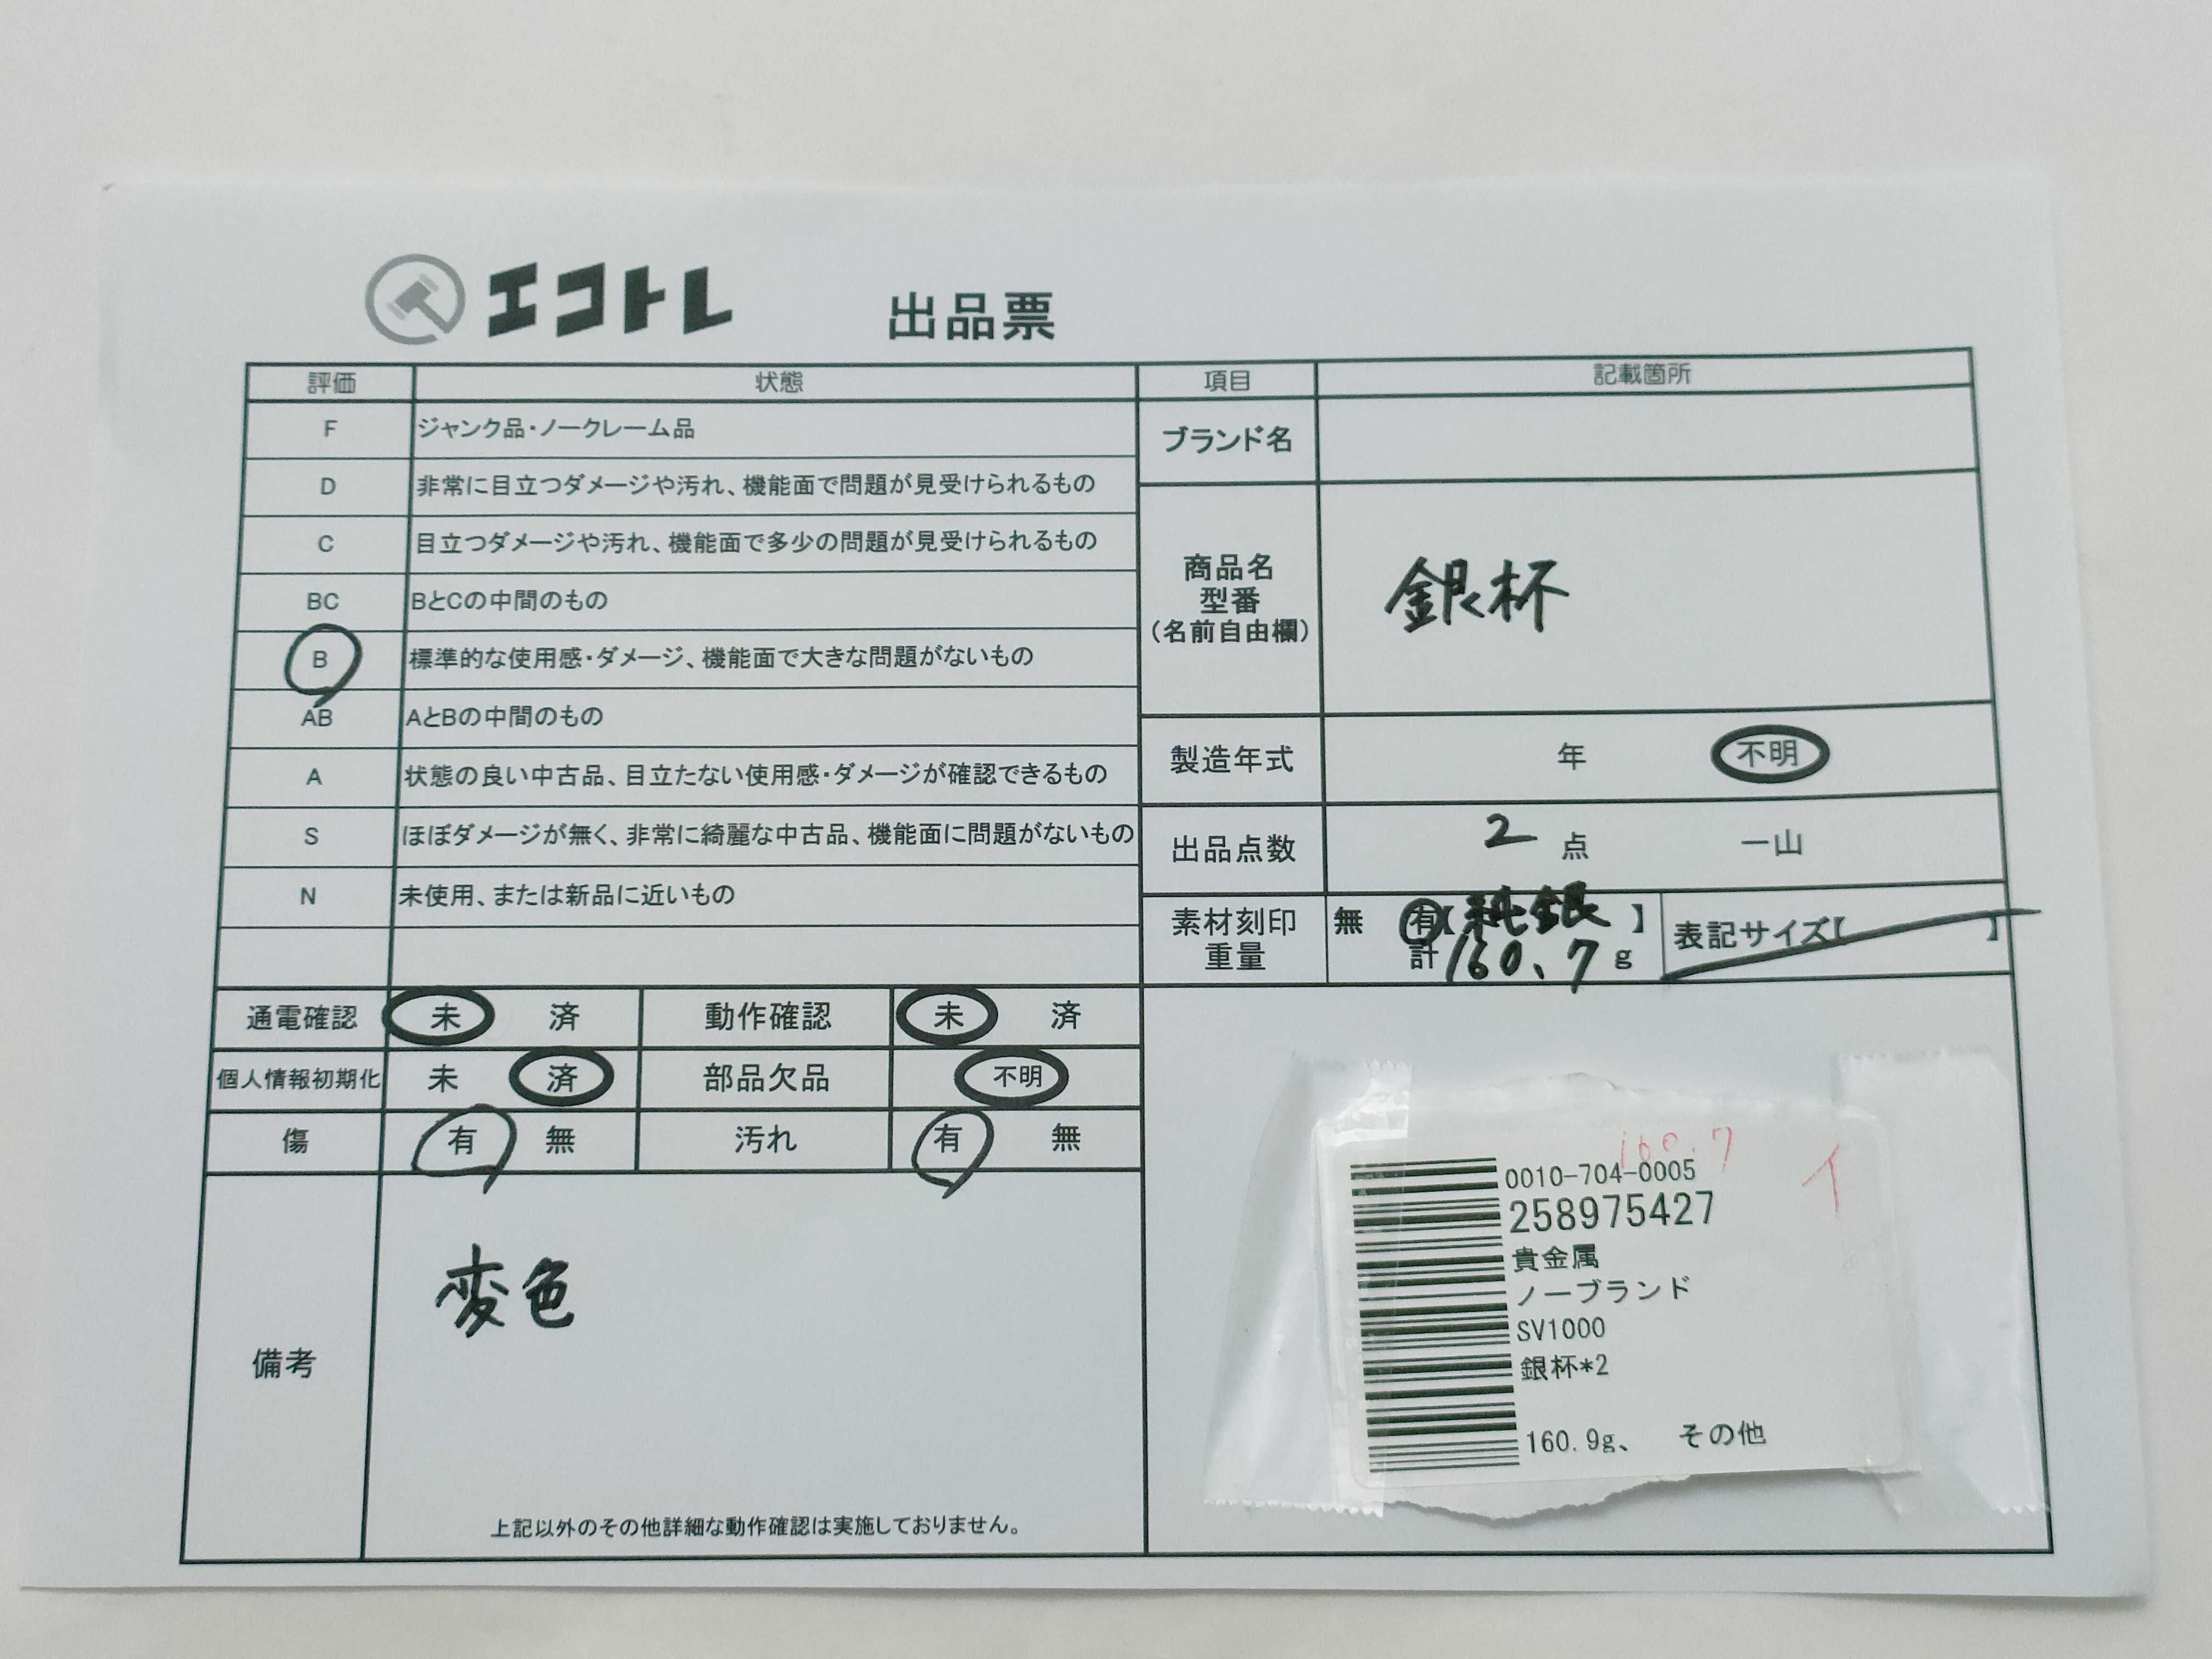 エコトレ 出品票
評価 状態
F ジャンク品・ノークレーム品
D 非常に目立つダメージや汚れ、機能面で問題が見受けられるもの
C 目立つダメージや汚れ、機能面で多少の問題が見受けられるもの
BC BとCの中間のもの
B 標準的な使用感・ダメージ、機能面で大きな問題がないもの
AB AとBの中間のもの
A 状態の良い中古品、目立たない使用感・ダメージが確認できるもの
S ほぼダメージが無く、非常に綺麗な中古品、機能面に問題がないもの
N 未使用、または新品に近いもの
通電確認 未 済 動作確認 未 済
個人情報初期化 未 済 部品欠品 不明
傷 有 無 汚れ 有 無
備考
変色
上記以外のその他詳細な動作確認は実施しておりません。
項目 記載箇所
ブランド名
商品名
型番
(名前自由欄)
銀杯
製造年式 年 不明
出品点数 2 点 一山
素材刻印 無 有【純銀】
重量 計 160.7 g
表記サイズ【 】
160.7 イ
0010-704-0005
258975427
貴金属
ノーブランド
SV1000
銀杯*2
160.9g、 その他